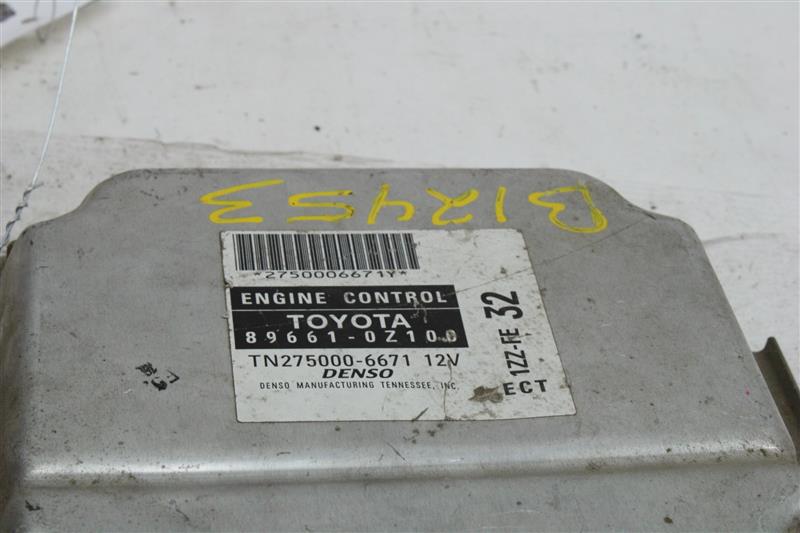 B12453
*2750006671Y*
ENGINE CONTROL
TOYOTA
89661-0Z100
TN275000-6671 12V
DENSO
DENSO MANUFACTURING TENNESSEE, INC.
1ZZ-FE 32
ECT